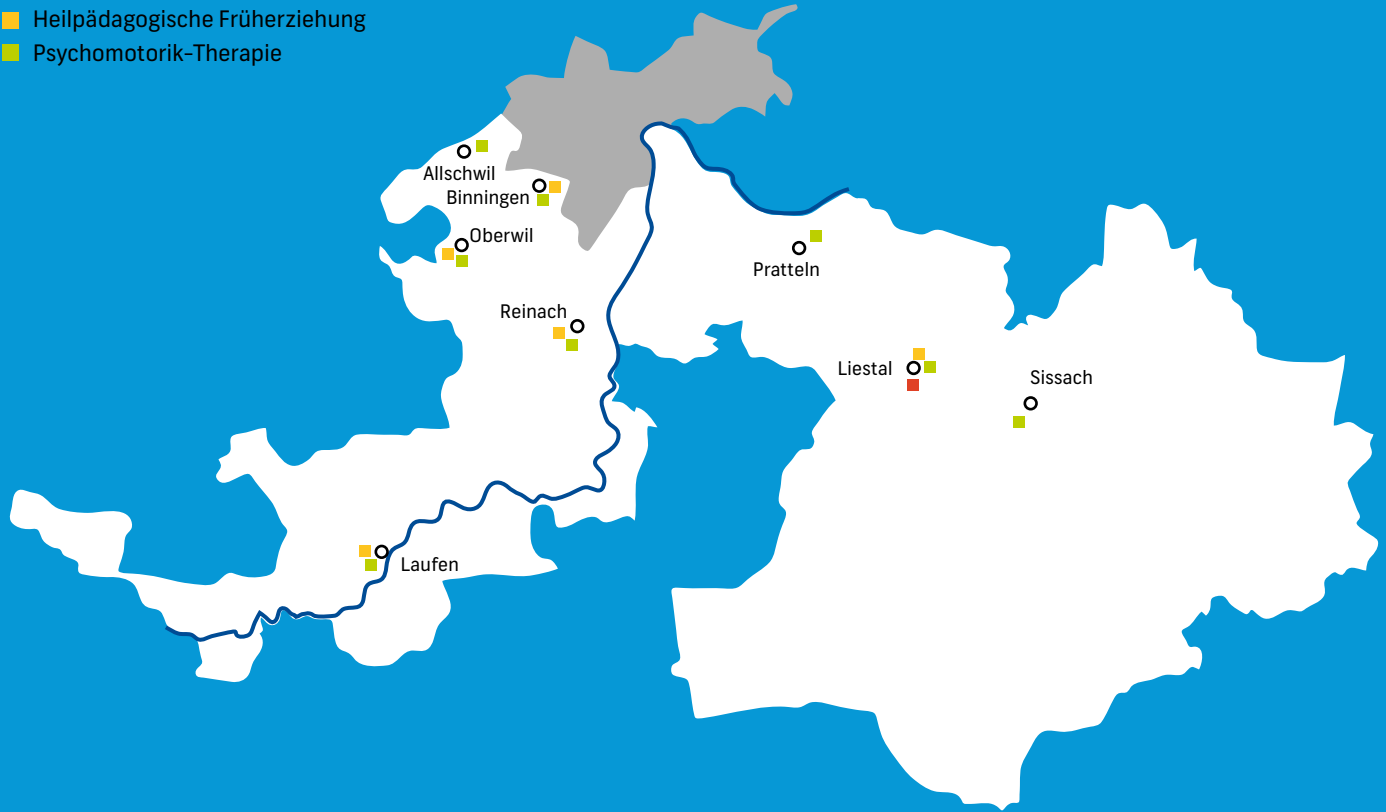 Heilpädagogische Früherziehung
Psychomotorik-Therapie
Allschwil
Binningen
Oberwil
Pratteln
Reinach
Liestal
Sissach
Laufen